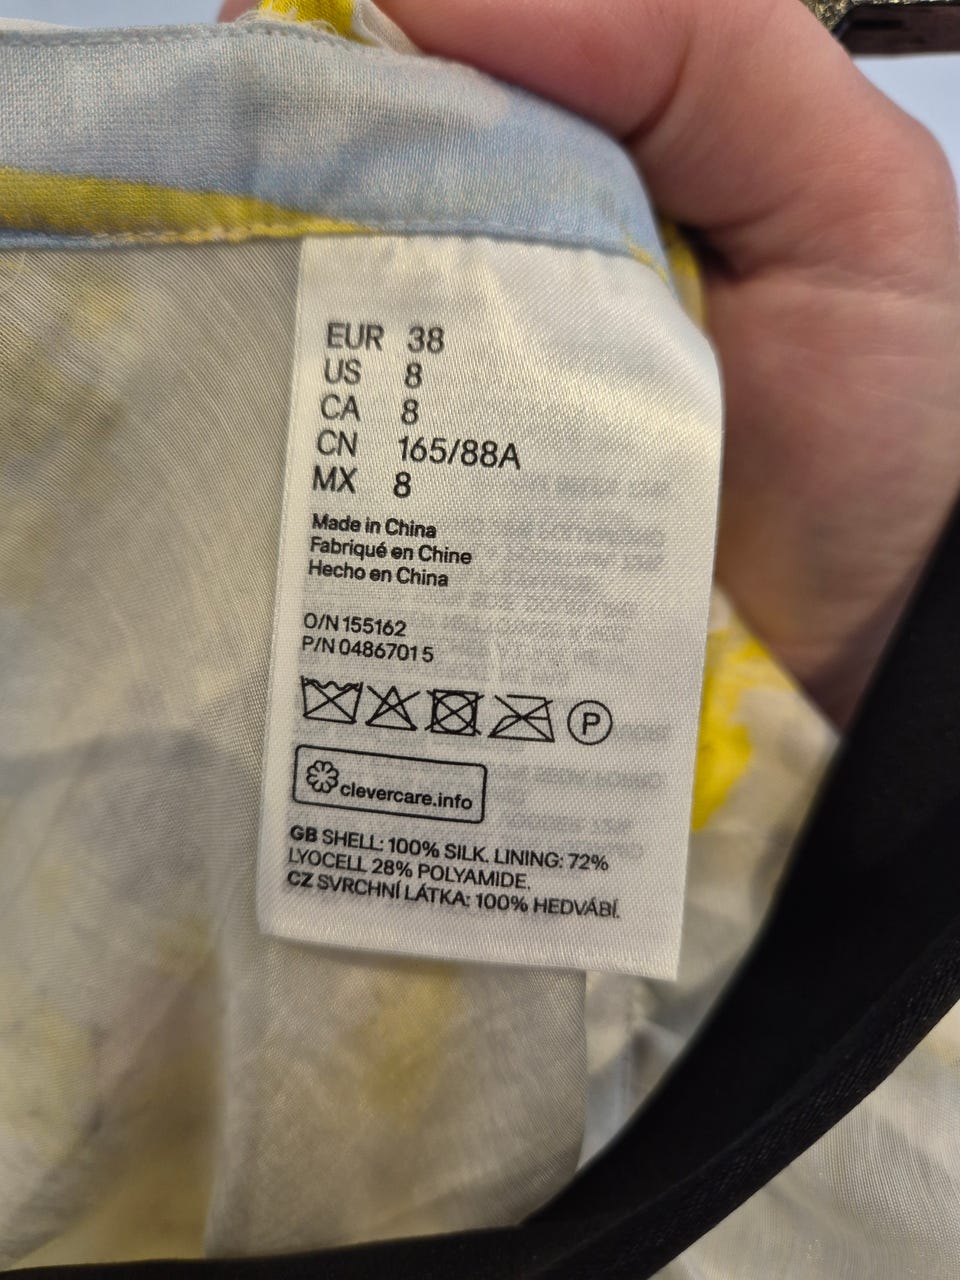 EUR 38
US 8
CA 8
CN 165/88A
MX 8
Made in China
Fabriqué en Chine
Hecho en China
O/N 155162
P/N 04867015
P
clevercare.info
GB SHELL: 100% SILK. LINING: 72%
LYOCELL 28% POLYAMIDE.
CZ SVRCHNÍ LÁTKA: 100% HEDVÁBÍ.